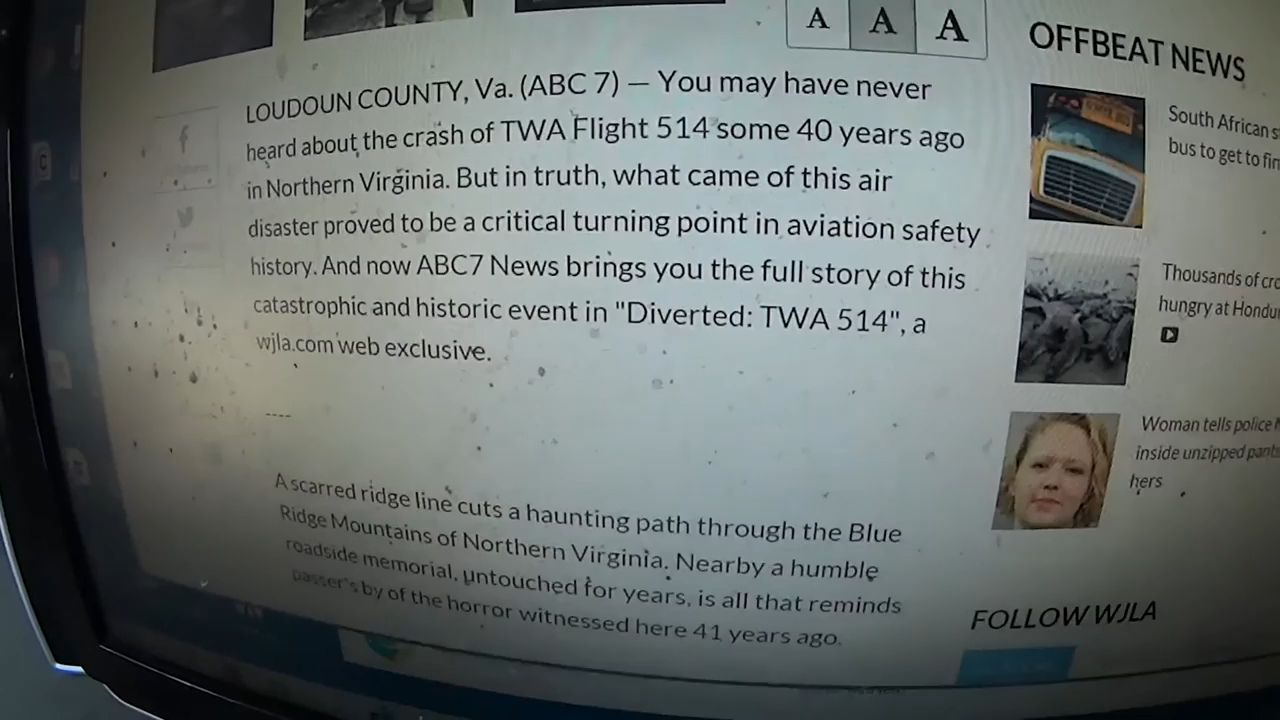 A A A
LOUDOUN COUNTY, Va. (ABC 7) — You may have never
heard about the crash of TWA Flight 514 some 40 years ago
in Northern Virginia. But in truth, what came of this air
disaster proved to be a critical turning point in aviation safety
history. And now ABC7 News brings you the full story of this
catastrophic and historic event in "Diverted: TWA 514", a
wjla.com web exclusive.
----
A scarred ridge line cuts a haunting path through the Blue
Ridge Mountains of Northern Virginia. Nearby a humble
roadside memorial, untouched for years, is all that reminds
passer's by of the horror witnessed here 41 years ago.
OFFBEAT NEWS
South African
bus to get to
Thousands of
hungry at
Woman tells police
inside unzipped
hers
FOLLOW WJLA